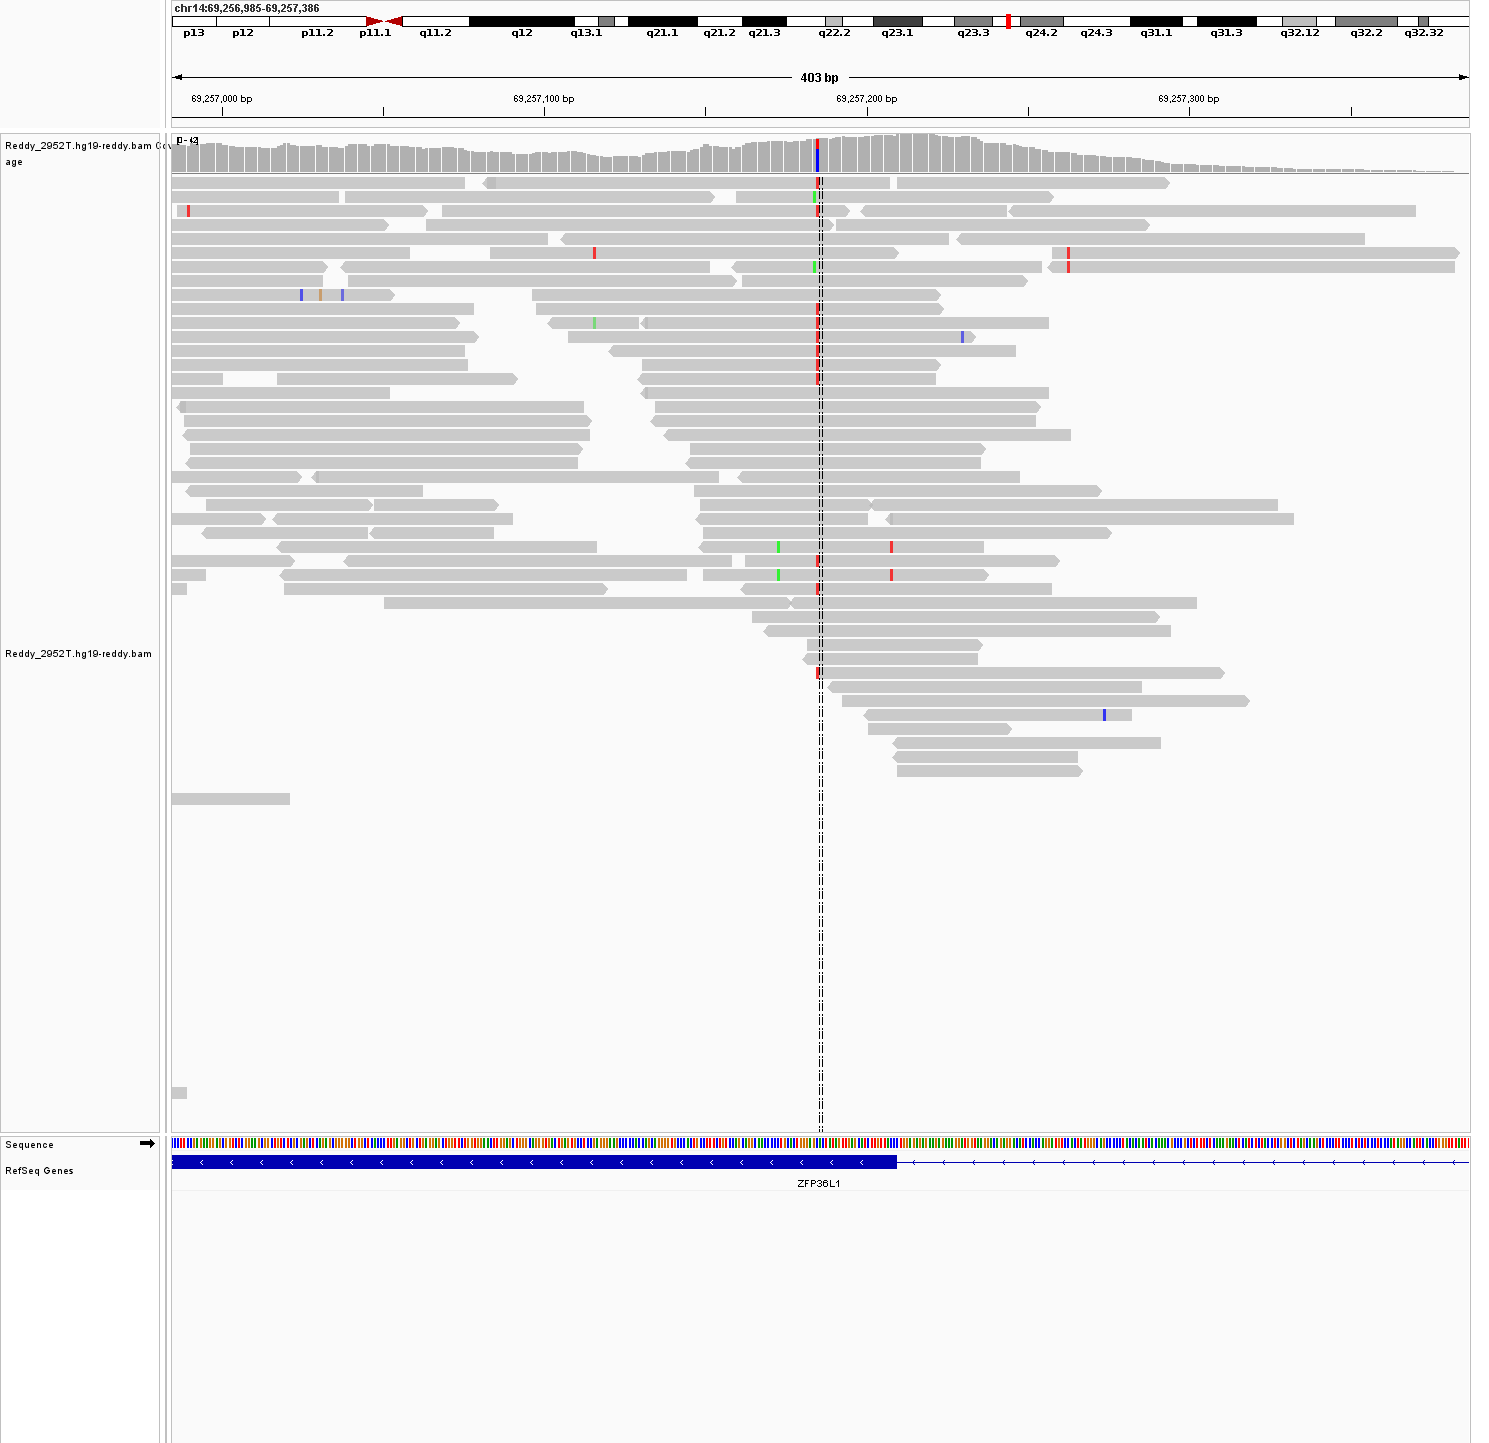 chr14:69,256,985-69,257,386
p13 p12 p11.2 p11.1 q11.2 q12 q13.1 q21.1 q21.2 q21.3 q22.2 q23.1 q23.3 q24.2 q24.3 q31.1 q31.3 q32.12 q32.2 q32.32
403 bp
69,257,000 bp 69,257,100 bp 69,257,200 bp 69,257,300 bp
[0 - 42]
Reddy_2952T.hg19-reddy.bam Cov
age
Reddy_2952T.hg19-reddy.bam
Sequence
RefSeq Genes
ZFP36L1